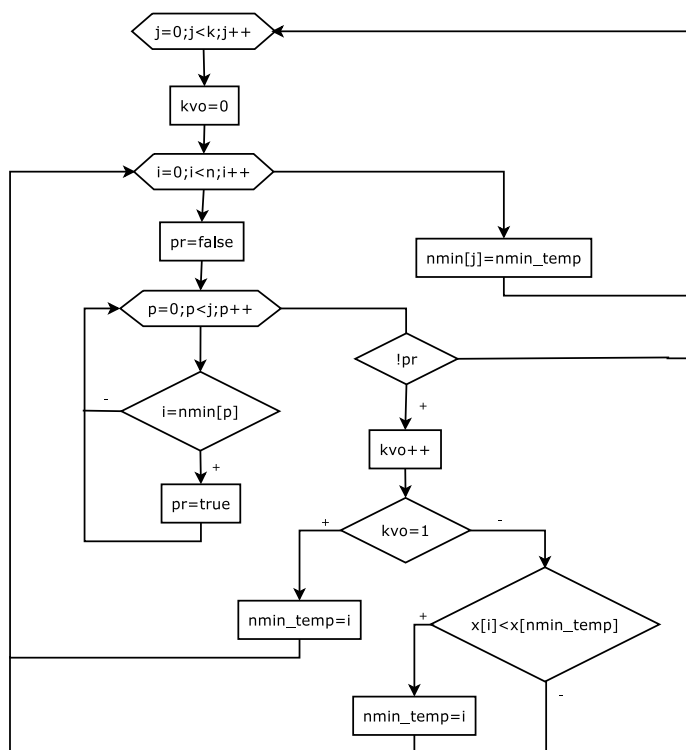 j=0;j<k;j++
kvo=0
i=0;i<n;i++
pr=false
nmin[j]=nmin_temp
p=0;p<j;p++
!pr
-
i=nmin[p]
+
+
kvo++
pr=true
+
kvo=1
-
nmin_temp=i
+
x[i]<x[nmin_temp]
-
nmin_temp=i